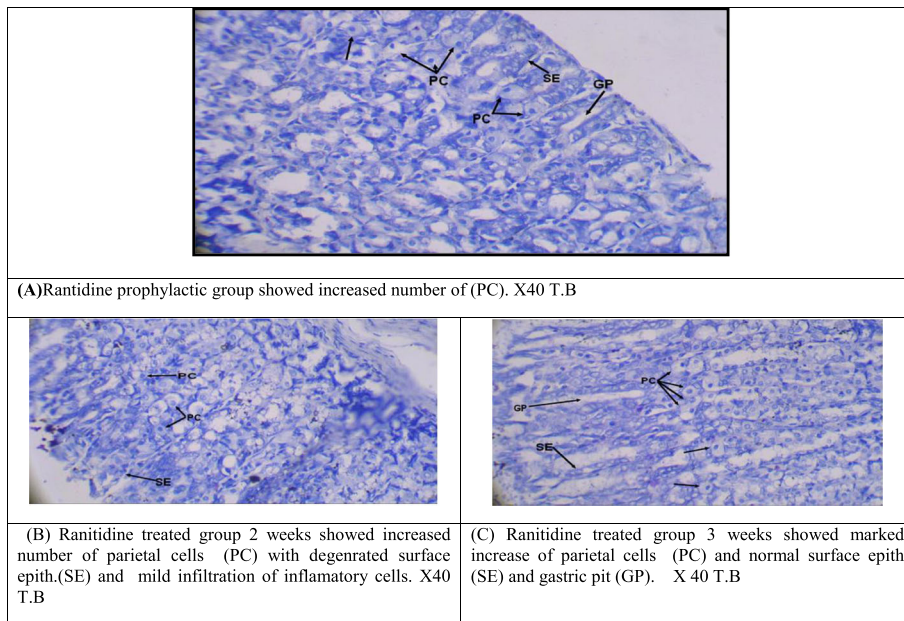 PC
SE
GP
PC
(A)Rantidine prophylactic group showed increased number of (PC). X40 T.B
PC
PC
SE
PC
GP
SE
(B) Ranitidine treated group 2 weeks showed increased
number of parietal cells (PC) with degenrated surface
epith.(SE) and mild infiltration of inflamatory cells. X40
T.B
(C) Ranitidine treated group 3 weeks showed marked
increase of parietal cells (PC) and normal surface epith
(SE) and gastric pit (GP). X 40 T.B